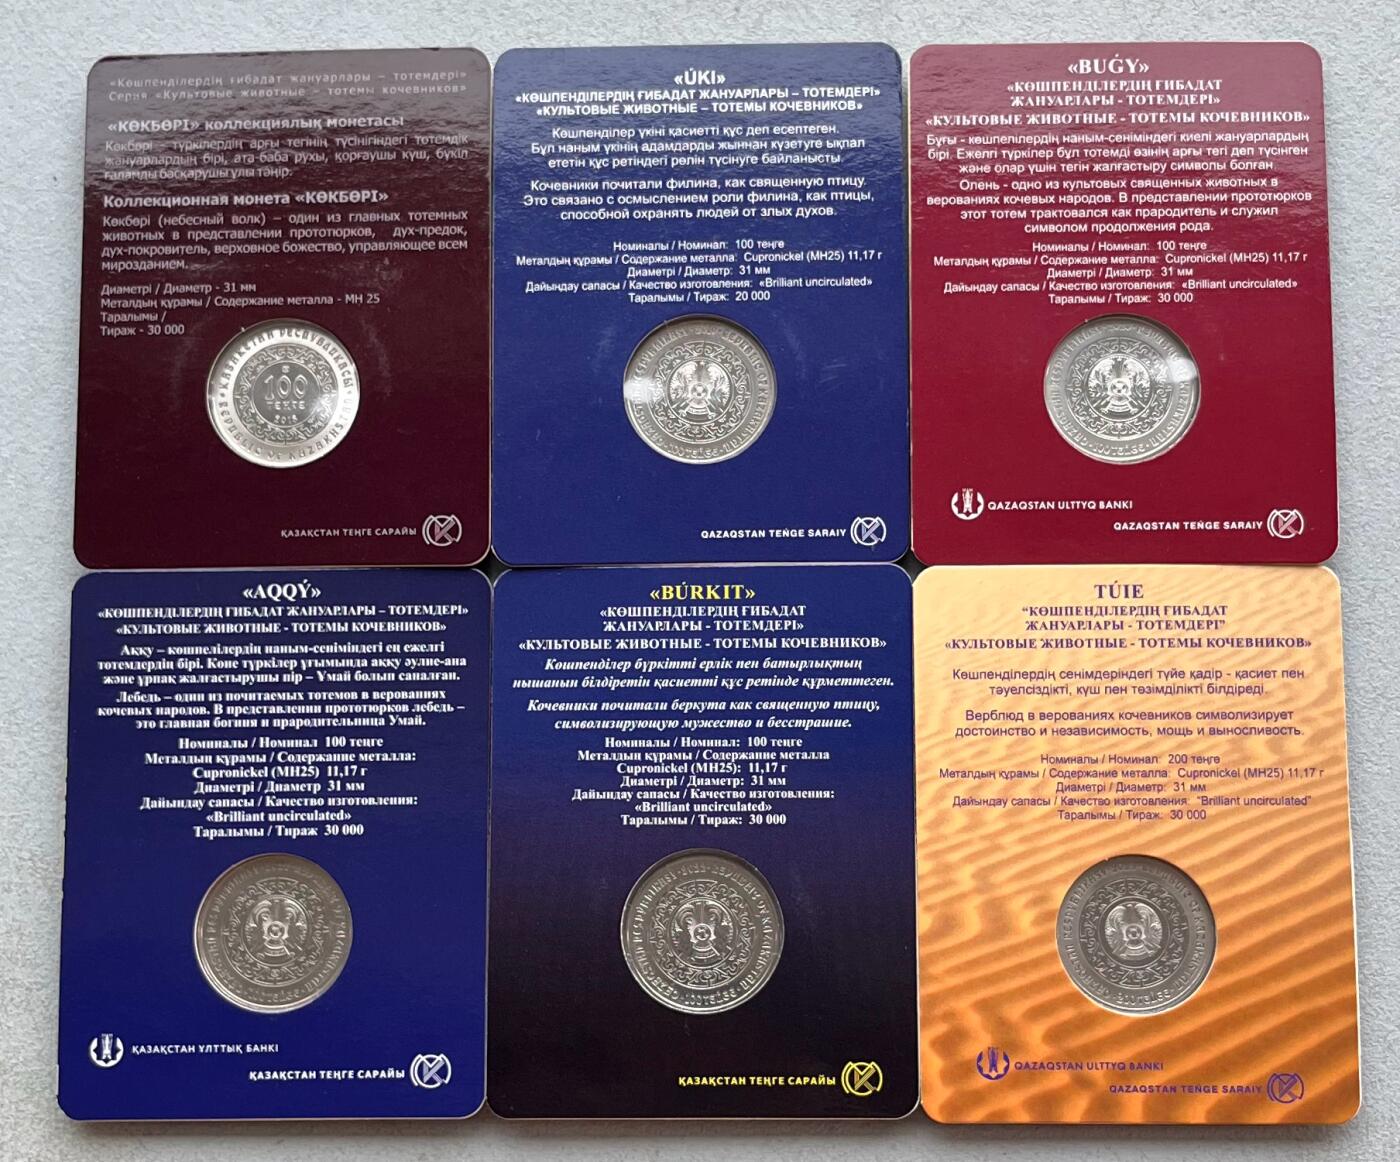 «Көшпенділердің ғибадат жануарлары – тотемдері»
Серия «Культовые животные – тотемы кочевников»
«КӨКБӨРІ» коллекциялық монетасы
Көкбөрі – түркілердің арғы тегінің түсінігіндегі тотемдік
жануарлардың бірі, ата-баба рухы, қорғаушы күш, бүкіл
ғаламды басқарушы ұлы тәңір.
Коллекционная монета «КӨКБӨРІ»
Көкбөрі (небесный волк) – один из главных тотемных
животных в представлении прототюрков, дух-предок,
дух-покровитель, верховное божество, управляющее всем
мирозданием.
Диаметрі / Диаметр - 31 мм
Металдың құрамы / Содержание металла - МН 25
Таралымы /
Тираж - 30 000
ҚАЗАҚСТАН РЕСПУБЛИКАСЫ
REPUBLIC OF KAZAKHSTAN
100
ТЕҢГЕ
ҚАЗАҚСТАН ТЕҢГЕ САРАЙЫ
«ÚKI»
«КӨШПЕНДІЛЕРДІҢ ҒИБАДАТ ЖАНУАРЛАРЫ – ТОТЕМДЕРІ»
«КУЛЬТОВЫЕ ЖИВОТНЫЕ – ТОТЕМЫ КОЧЕВНИКОВ»
Көшпенділер үкіні қасиетті құс деп есептеген.
Бұл наным үкінің адамдарды жыннан күзетуге ықпал
ететін құс ретіндегі рөлін түсінуге байланысты.
Кочевники почитали филина, как священную птицу.
Это связано с осмыслением роли филина, как птицы,
способной охранять людей от злых духов.
Номиналы / Номинал: 100 теңге
Металдың құрамы / Содержание металла: Cupronickel (МН25) 11,17 г
Диаметрі / Диаметр: 31 мм
Дайындау сапасы / Качество изготовления: «Brilliant uncirculated»
Таралымы / Тираж: 20 000
QAZAQSTAN TEŃGE SARAIY
«BUǴY»
«КӨШПЕНДІЛЕРДІҢ ҒИБАДАТ
ЖАНУАРЛАРЫ - ТОТЕМДЕРІ»
«КУЛЬТОВЫЕ ЖИВОТНЫЕ - ТОТЕМЫ КОЧЕВНИКОВ»
Бұғы - көшпелілердің наным-сеніміндегі киелі жануарлардың
бірі. Ежелгі түркілер бұл тотемді өзінің арғы тегі деп түсінген
және олар үшін тегін жалғастыру символы болған
Олень - одно из культовых священных животных в
верованиях кочевых народов. В представлении прототюрков
этот тотем трактовался как прародитель и служил
символом продолжения рода.
Номиналы / Номинал: 100 теңге
Металдың құрамы / Содержание металла: Cupronickel (МН25) 11,17 г
Диаметрі / Диаметр: 31 мм
Дайындау сапасы / Качество изготовления: «Brilliant uncirculated»
Таралымы / Тираж: 30 000
QAZAQSTAN ULTTYQ BANKI
QAZAQSTAN TEŃGE SARAIY
«AQQÝ»
«КӨШПЕНДІЛЕРДІҢ ҒИБАДАТ ЖАНУАРЛАРЫ – ТОТЕМДЕРІ»
«КУЛЬТОВЫЕ ЖИВОТНЫЕ - ТОТЕМЫ КОЧЕВНИКОВ»
Аққу – көшпелілердің наным-сеніміндегі ең ежелгі
тотемдердің бірі. Көне түркілер ұғымында аққу әулие-ана
және ұрпақ жалғастырушы пір – Ұмай болып саналған.
Лебедь – один из почитаемых тотемов в верованиях
кочевых народов. В представлении прототюрков лебедь –
это главная богиня и прародительница Умай.
Номиналы / Номинал 100 теңге
Металдың құрамы / Содержание металла:
Cupronickel (МН25) 11,17 г
Диаметрі / Диаметр 31 мм
Дайындау сапасы / Качество изготовления:
«Brilliant uncirculated»
Таралымы / Тираж 30 000
ҚАЗАҚСТАН ҰЛТТЫҚ БАНКІ
ҚАЗАҚСТАН ТЕҢГЕ САРАЙЫ
«BÚRKIT»
«КӨШПЕНДІЛЕРДІҢ ҒИБАДАТ
ЖАНУАРЛАРЫ - ТОТЕМДЕРІ»
«КУЛЬТОВЫЕ ЖИВОТНЫЕ - ТОТЕМЫ КОЧЕВНИКОВ»
Көшпенділер бүркітті ерлік пен батырлықтың
нышанын білдіретін қасиетті құс ретінде құрметтеген.
Кочевники почитали беркута как священную птицу,
символизирующую мужество и бесстрашие.
Номиналы / Номинал: 100 теңге
Металдың құрамы / Содержание металла
Cupronickel (МН25): 11,17 г
Диаметрі / Диаметр: 31 мм
Дайындау сапасы / Качество изготовления:
«Brilliant uncirculated»
Таралымы / Тираж: 30 000
ҚАЗАҚСТАН ТЕҢГЕ САРАЙЫ
TÚIE
“КӨШПЕНДІЛЕРДІҢ ҒИБАДАТ
ЖАНУАРЛАРЫ - ТОТЕМДЕРІ”
«КУЛЬТОВЫЕ ЖИВОТНЫЕ - ТОТЕМЫ КОЧЕВНИКОВ»
Көшпенділердің сенімдеріндегі түйе қадір - қасиет пен
тәуелсіздікті, күш пен төзімділікті білдіреді.
Верблюд в верованиях кочевников символизирует
достоинство и независимость, мощь и выносливость.
Номиналы / Номинал: 200 теңге
Металдың құрамы / Содержание металла: Cupronickel (МН25) 11,17 г
Диаметрі / Диаметр: 31 мм
Дайындау сапасы / Качество изготовления: “Brilliant uncirculated”
Таралымы / Тираж: 30 000
QAZAQSTAN ULTTYQ BANKI
QAZAQSTAN TEŃGE SARAIY